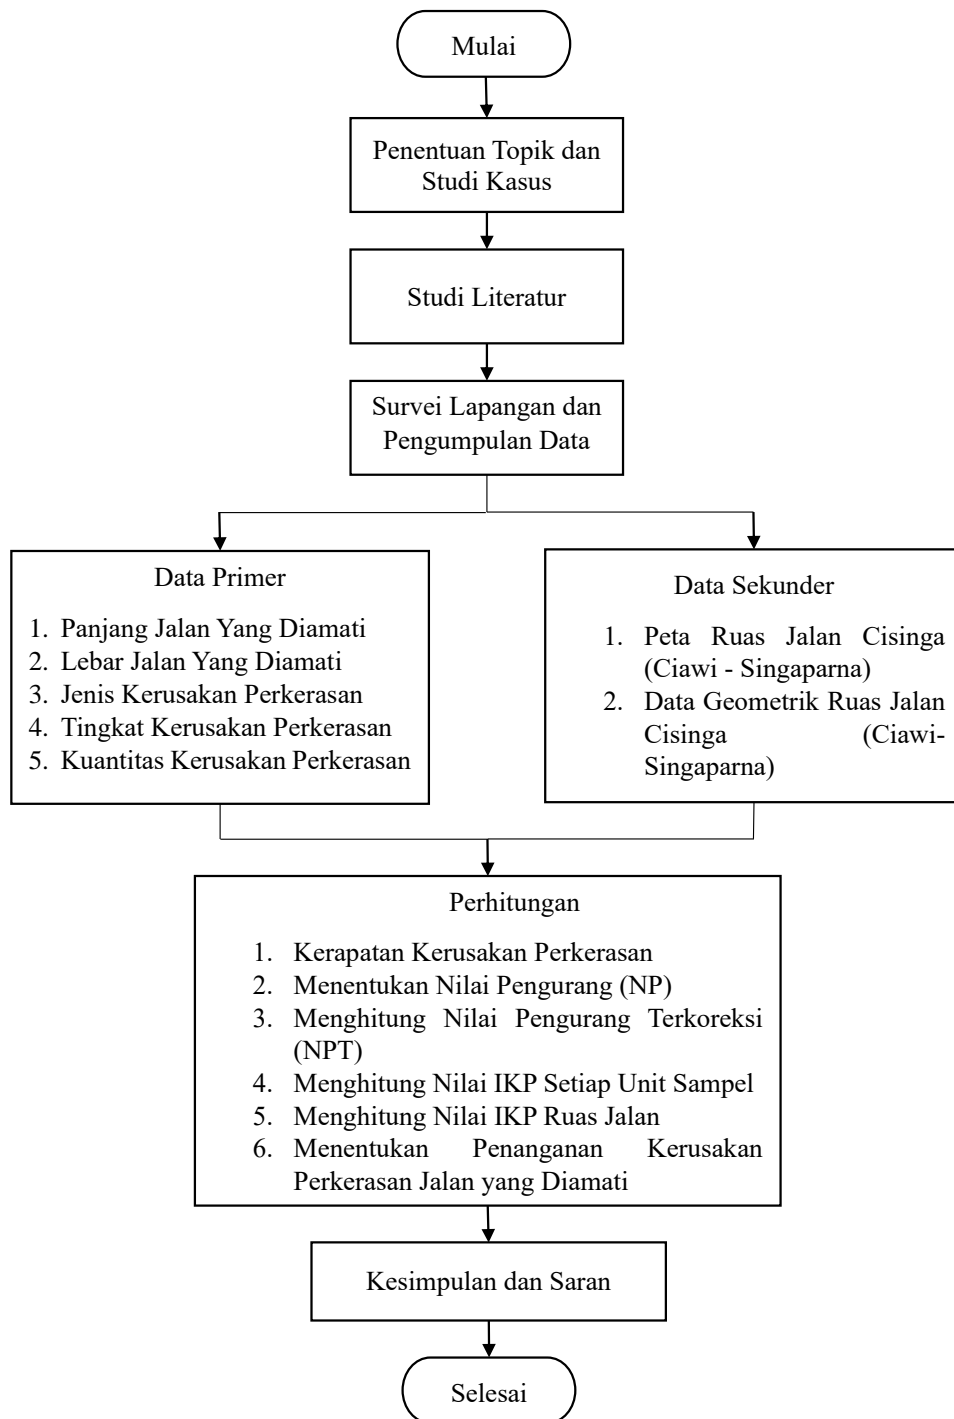 Mulai
Penentuan Topik dan
Studi Kasus
Studi Literatur
Survei Lapangan dan
Pengumpulan Data
Data Primer
1. Panjang Jalan Yang Diamati
2. Lebar Jalan Yang Diamati
3. Jenis Kerusakan Perkerasan
4. Tingkat Kerusakan Perkerasan
5. Kuantitas Kerusakan Perkerasan
Data Sekunder
1. Peta Ruas Jalan Cisinga
(Ciawi - Singaparna)
2. Data Geometrik Ruas Jalan
Cisinga (Ciawi-
Singaparna)
Perhitungan
1. Kerapatan Kerusakan Perkerasan
2. Menentukan Nilai Pengurang (NP)
3. Menghitung Nilai Pengurang Terkoreksi
(NPT)
4. Menghitung Nilai IKP Setiap Unit Sampel
5. Menghitung Nilai IKP Ruas Jalan
6. Menentukan Penanganan Kerusakan
Perkerasan Jalan yang Diamati
Kesimpulan dan Saran
Selesai